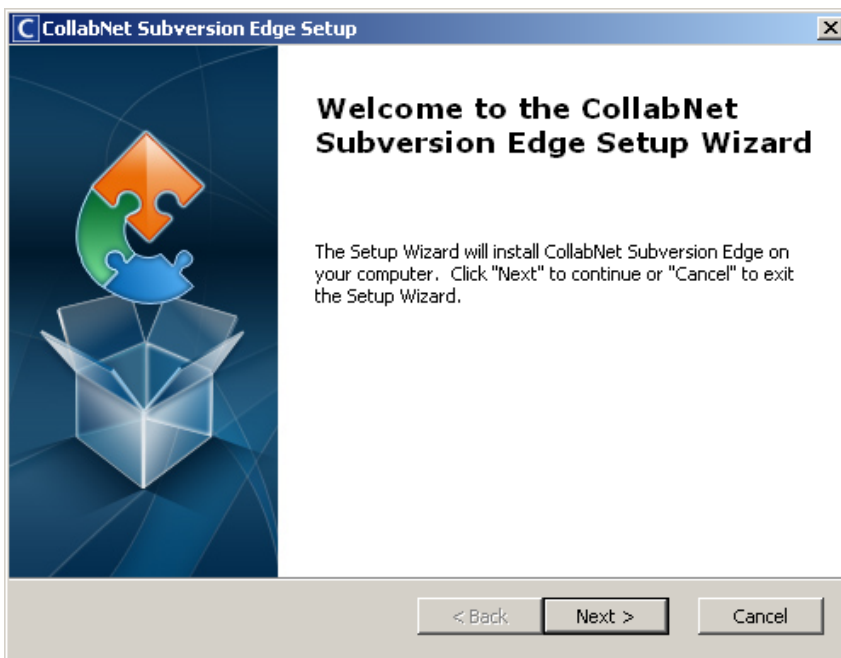 C CollabNet Subversion Edge Setup
Welcome to the CollabNet
Subversion Edge Setup Wizard
The Setup Wizard will install CollabNet Subversion Edge on
your computer.  Click "Next" to continue or "Cancel" to exit
the Setup Wizard.
< Back Next > Cancel